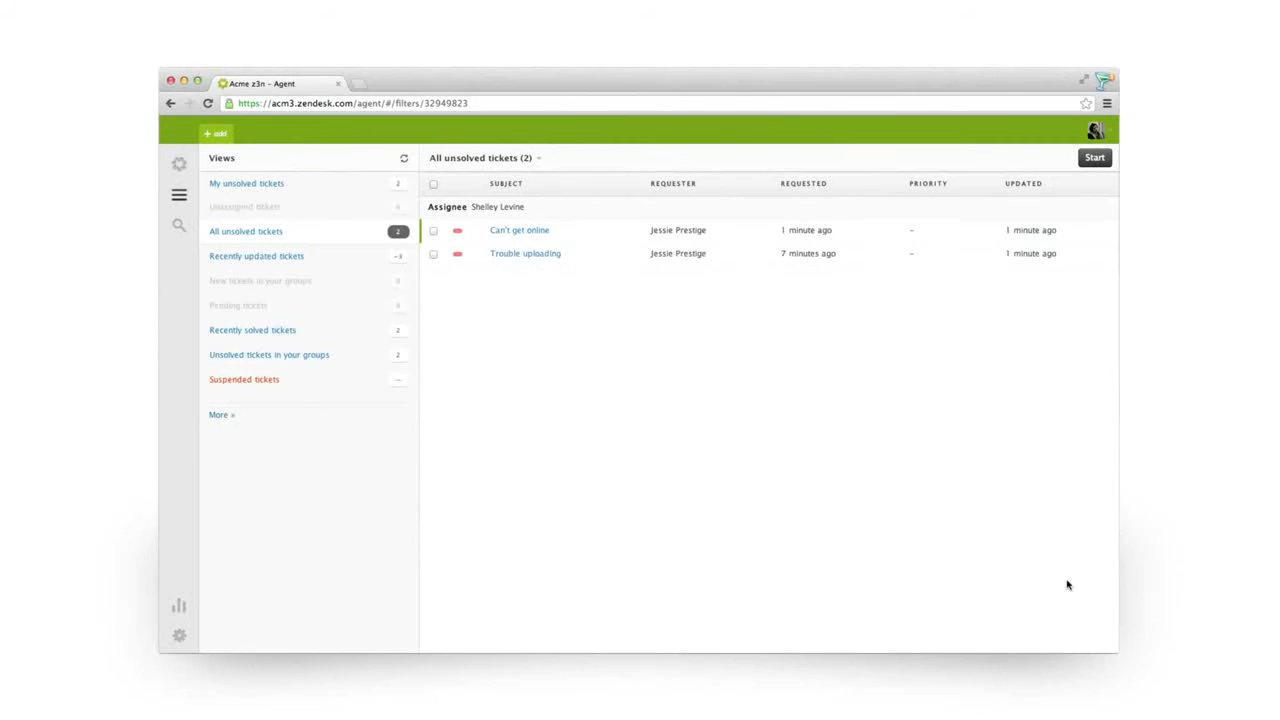 Acme z3n – Agent
https://acm3.zendesk.com/agent/#/filters/32949823
+ add
Views
All unsolved tickets (2)
Start
My unsolved tickets 2
SUBJECT REQUESTER REQUESTED PRIORITY UPDATED
Unassigned tickets
Assignee Shelley Levine
All unsolved tickets 2
Can't get online Jessie Prestige 1 minute ago – 1 minute ago
Trouble uploading Jessie Prestige 7 minutes ago – 1 minute ago
Recently updated tickets ~3
New tickets in your groups 0
Pending tickets 0
Recently solved tickets 2
Unsolved tickets in your groups 2
Suspended tickets –
More »